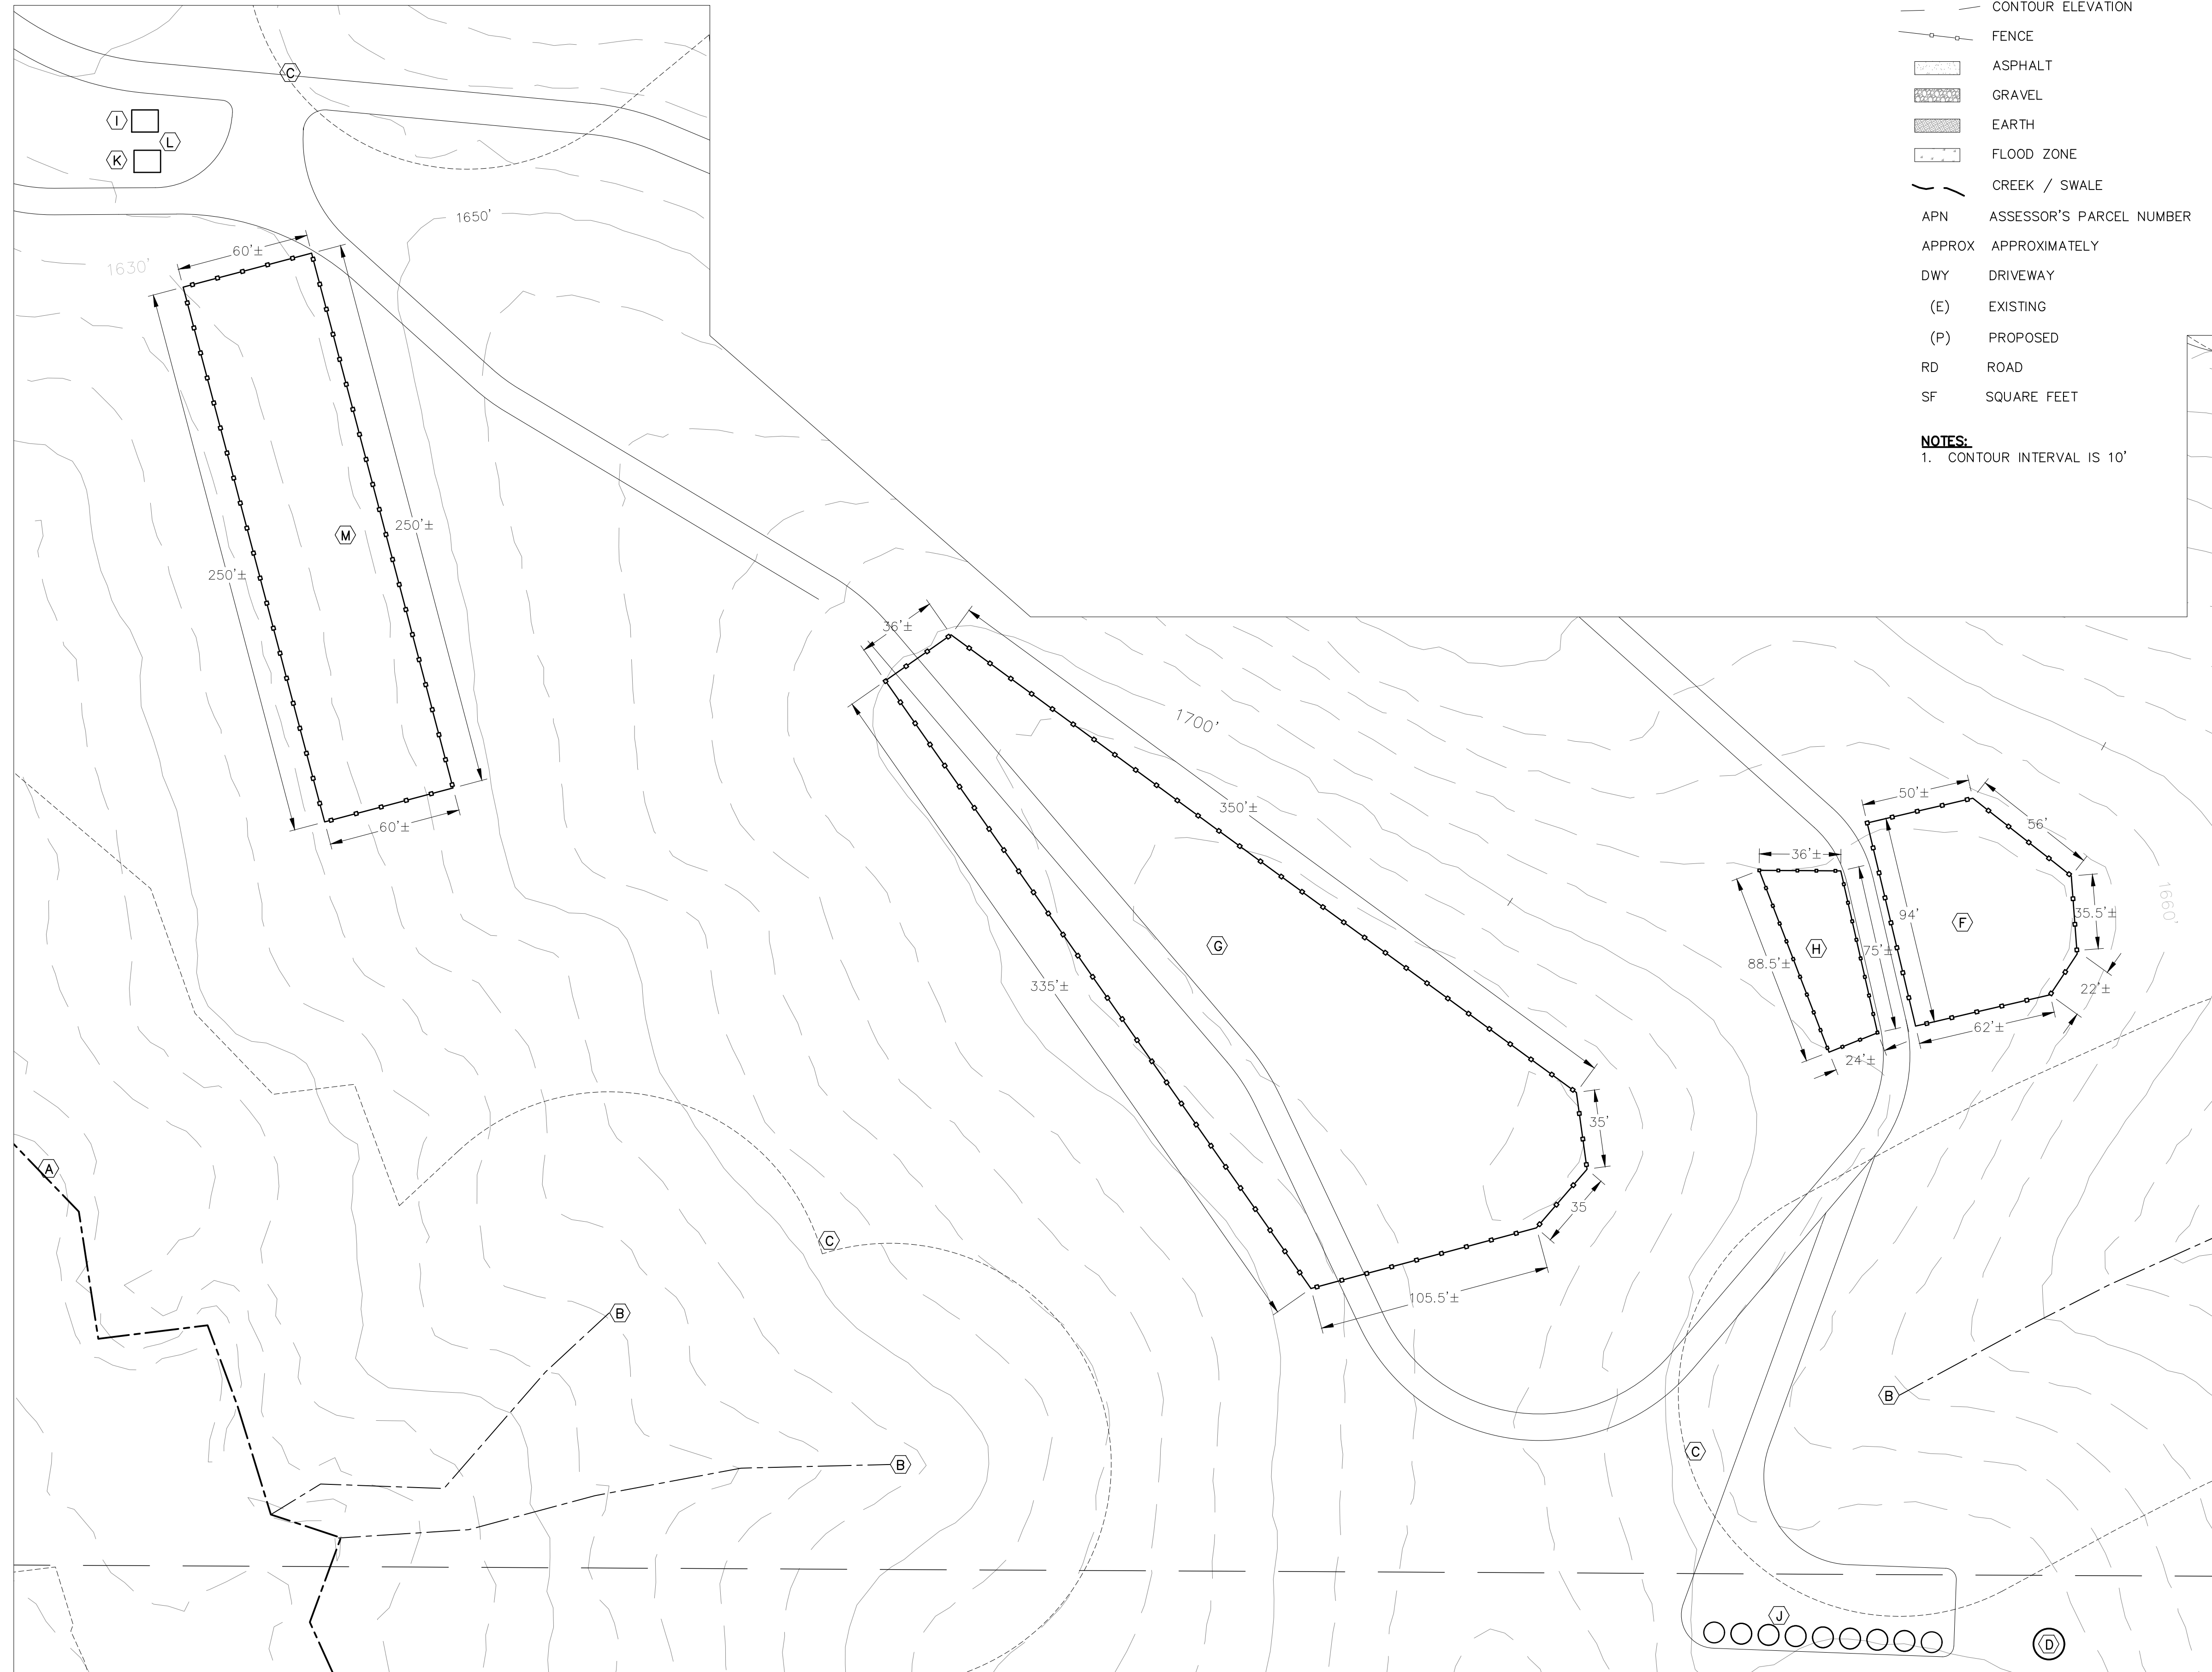 CONTOUR ELEVATION
FENCE
ASPHALT
GRAVEL
EARTH
FLOOD ZONE
CREEK / SWALE
APN ASSESSOR'S PARCEL NUMBER
APPROX APPROXIMATELY
DWY DRIVEWAY
(E) EXISTING
(P) PROPOSED
RD ROAD
SF SQUARE FEET
NOTES:
1. CONTOUR INTERVAL IS 10'
C
I
L
K
1650'
1630'
60'±
M
250'±
250'±
60'±
36'±
1700'
350'±
G
335'±
35'
35
105.5'±
50'±
56'
36'±
94'
F
35.5'±
1660'
H
75'±
88.5'±
22'±
62'±
24'±
A
C
B
B
B
C
J
D